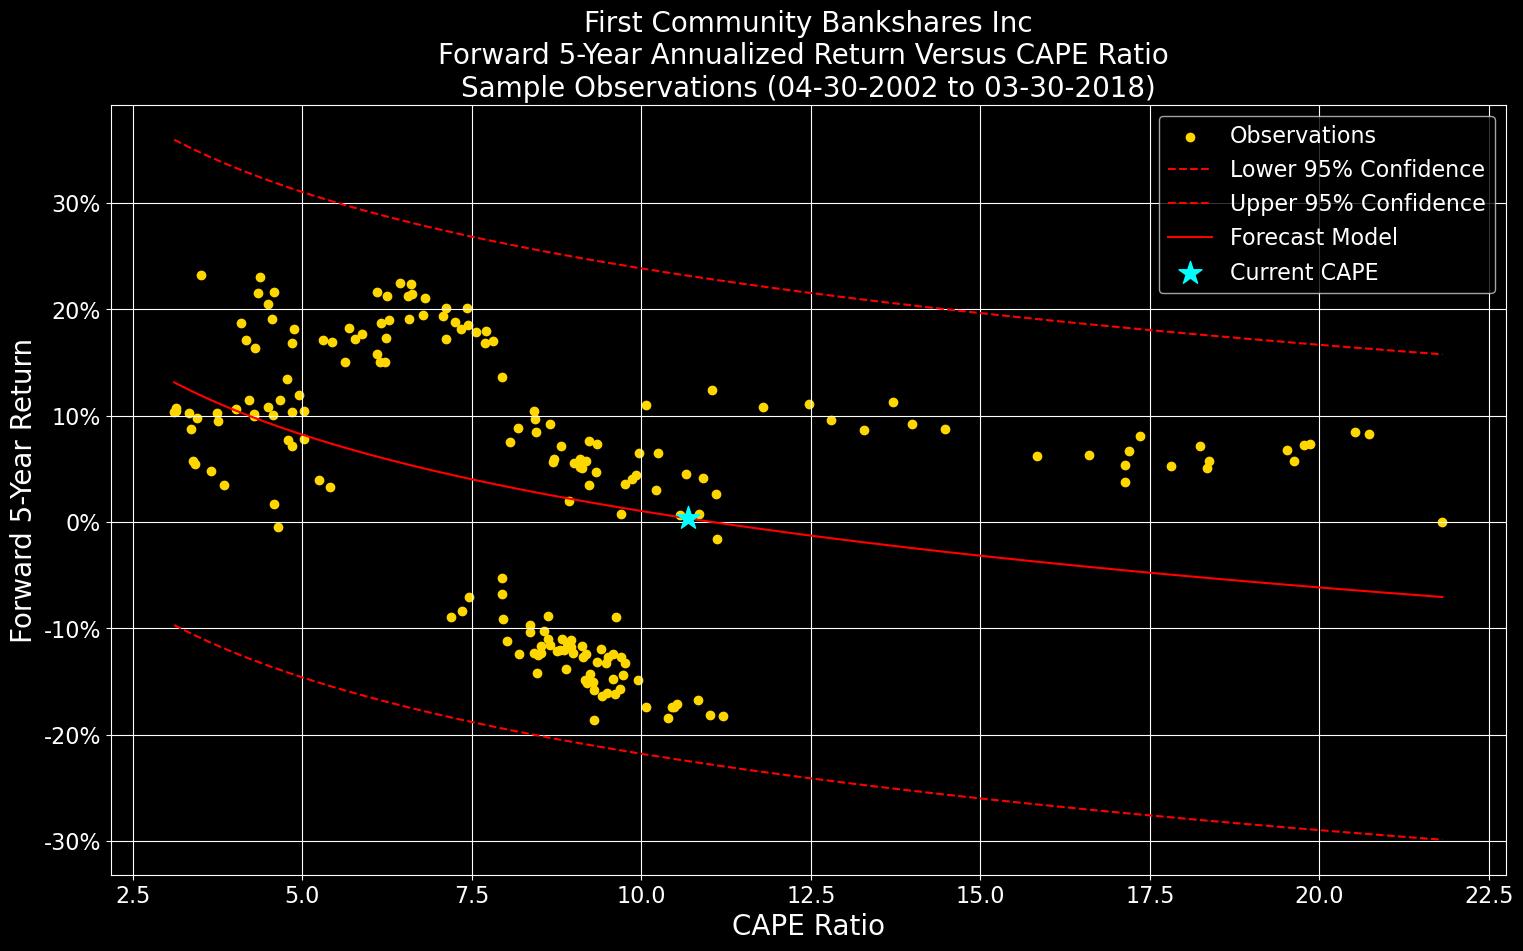 First Community Bankshares Inc
Forward 5-Year Annualized Return Versus CAPE Ratio
Sample Observations (04-30-2002 to 03-30-2018)
Observations
Lower 95% Confidence
Upper 95% Confidence
Forecast Model
Current CAPE
Forward 5-Year Return
30%
20%
10%
0%
-10%
-20%
-30%
2.5 5.0 7.5 10.0 12.5 15.0 17.5 20.0 22.5
CAPE Ratio